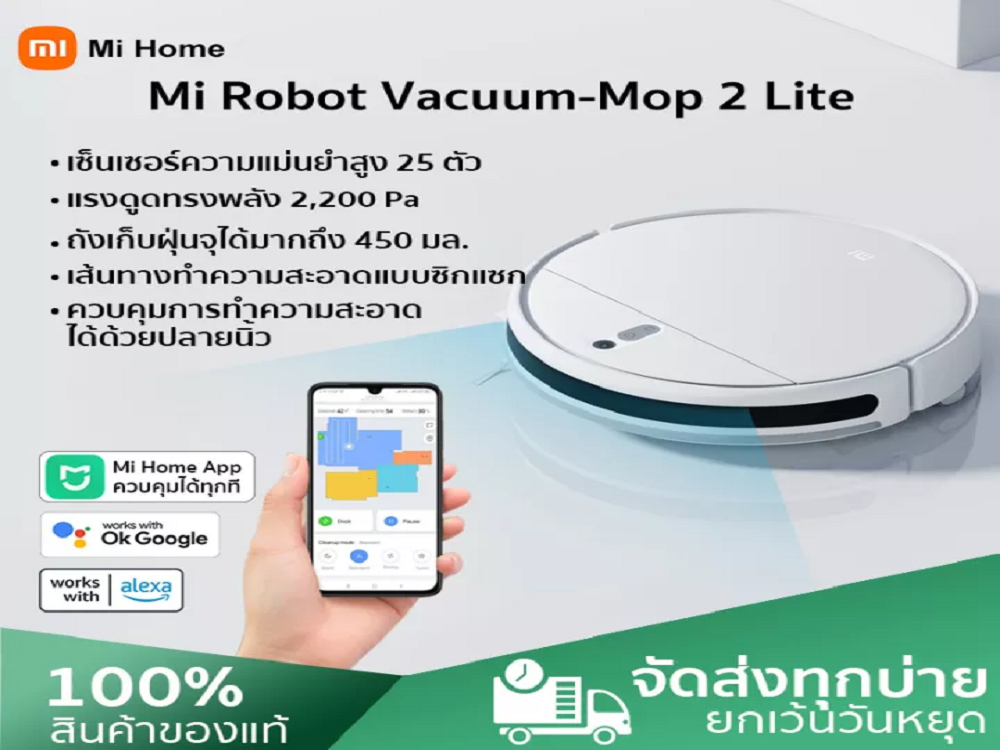 mi Mi Home
Mi Robot Vacuum-Mop 2 Lite
• เซ็นเซอร์ความแม่นยำสูง 25 ตัว
• แรงดูดทรงพลัง 2,200 Pa
• ถังเก็บฝุ่นจุได้มากถึง 450 มล.
• เส้นทางทำความสะอาดแบบซิกแซก
• ควบคุมการทำความสะอาด
ได้ด้วยปลายนิ้ว
mi
Dock Pause
Mi Home App
ควบคุมได้ทุกที่
works with
Ok Google
works with alexa
100%
สินค้าของแท้
จัดส่งทุกบ่าย
ยกเว้นวันหยุด